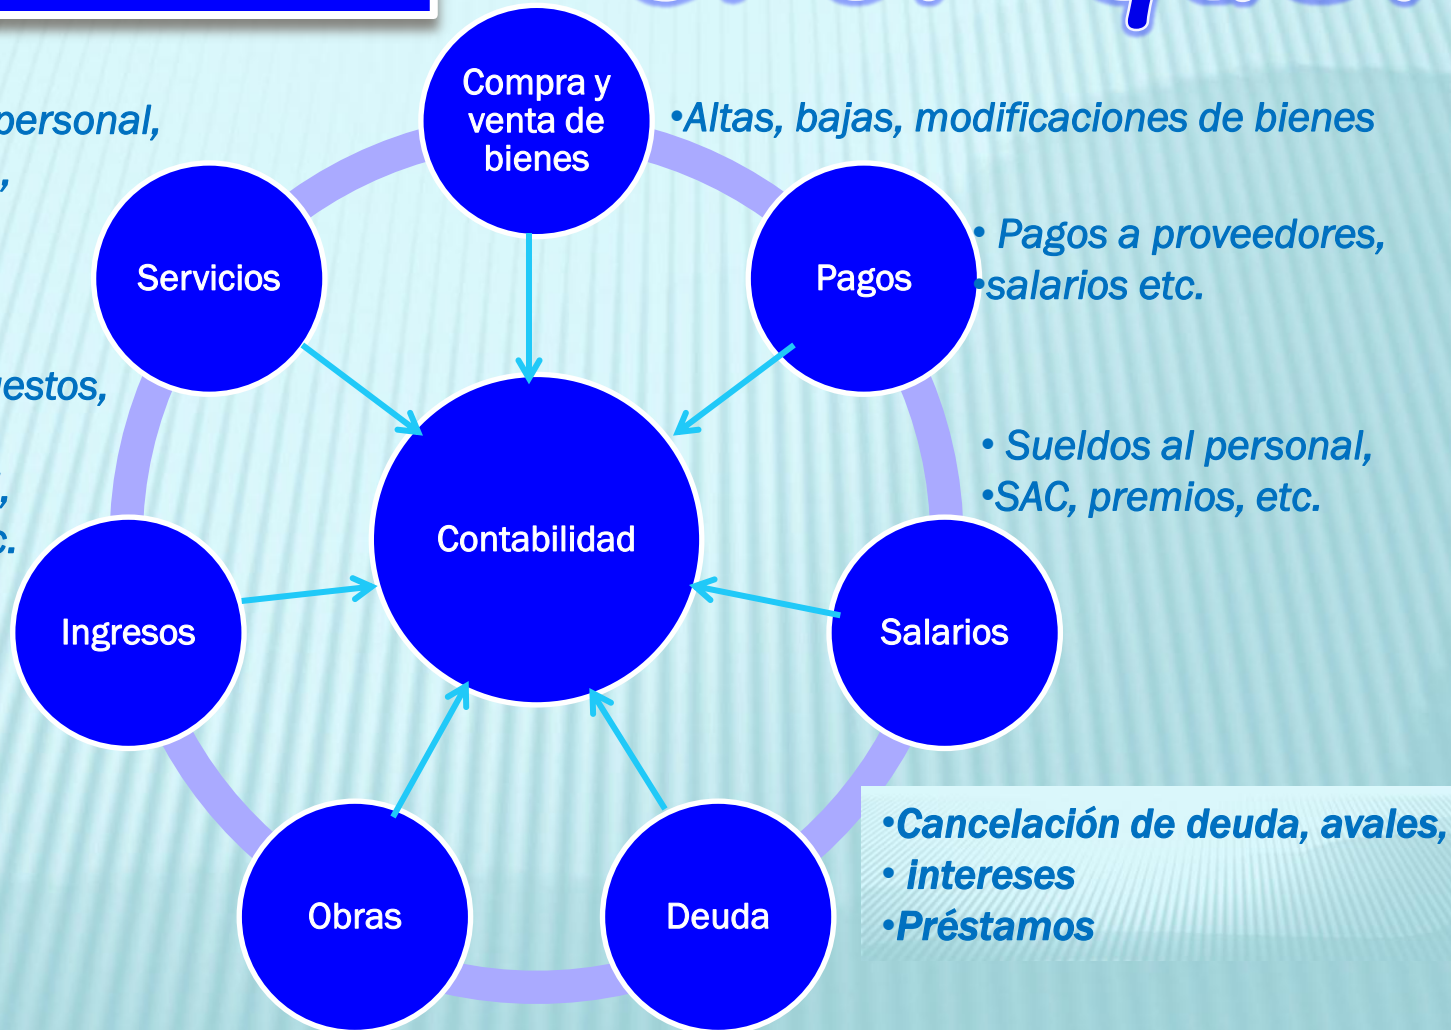 Compra y
venta de
bienes
•Altas, bajas, modificaciones de bienes
personal,
Servicios
Pagos
• Pagos a proveedores,
•salarios etc.
• Sueldos al personal,
•SAC, premios, etc.
Contabilidad
Ingresos
Salarios
Obras
Deuda
•Cancelación de deuda, avales,
• intereses
•Préstamos